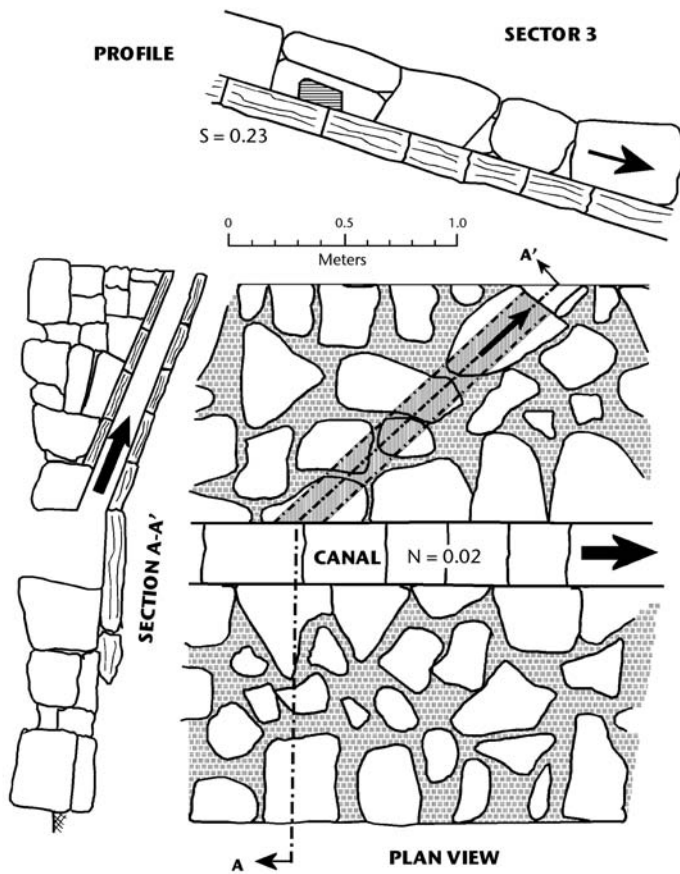 SECTOR 3
PROFILE
S = 0.23
0 0.5 1.0
Meters
A'
SECTION A-A'
CANAL N = 0.02
A
PLAN VIEW